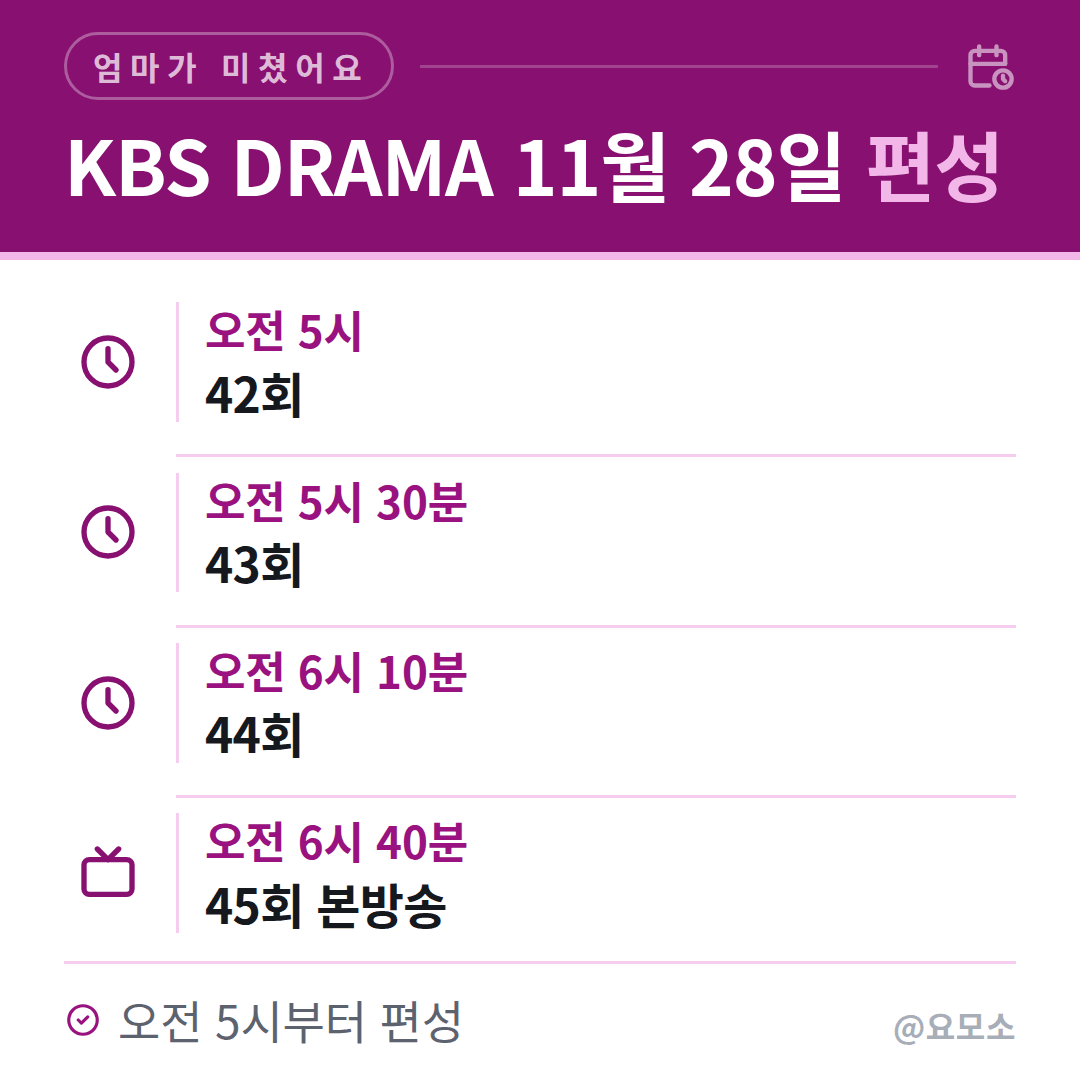 엄마가 미쳤어요
KBS DRAMA 11월 28일 편성
오전 5시
42회
오전 5시 30분
43회
오전 6시 10분
44회
오전 6시 40분
45회 본방송
오전 5시부터 편성
@요모소